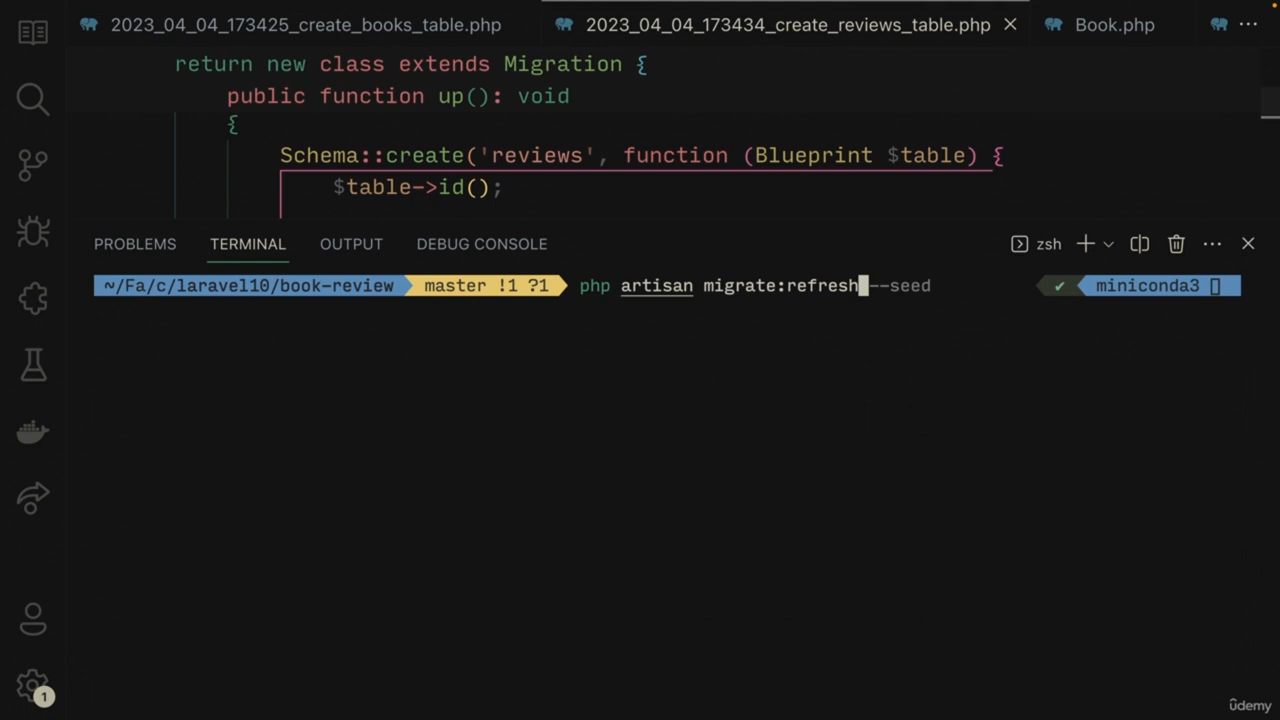 2023_04_04_173425_create_books_table.php 2023_04_04_173434_create_reviews_table.php Book.php
return new class extends Migration {
public function up(): void
{
Schema::create('reviews', function (Blueprint $table) {
$table->id();
PROBLEMS TERMINAL OUTPUT DEBUG CONSOLE zsh
~/Fa/c/laravel10/book-review master !1 ?1 php artisan migrate:refresh --seed ✔ miniconda3
1
ûdemy